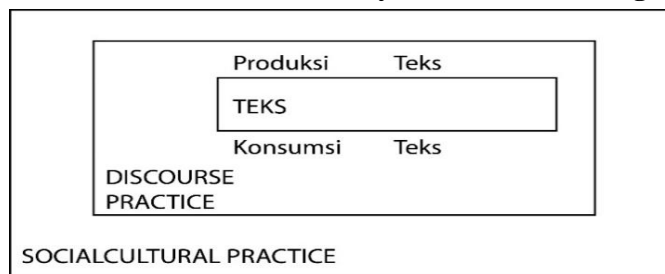 Produksi Teks
TEKS
Konsumsi Teks
DISCOURSE
PRACTICE
SOCIALCULTURAL PRACTICE